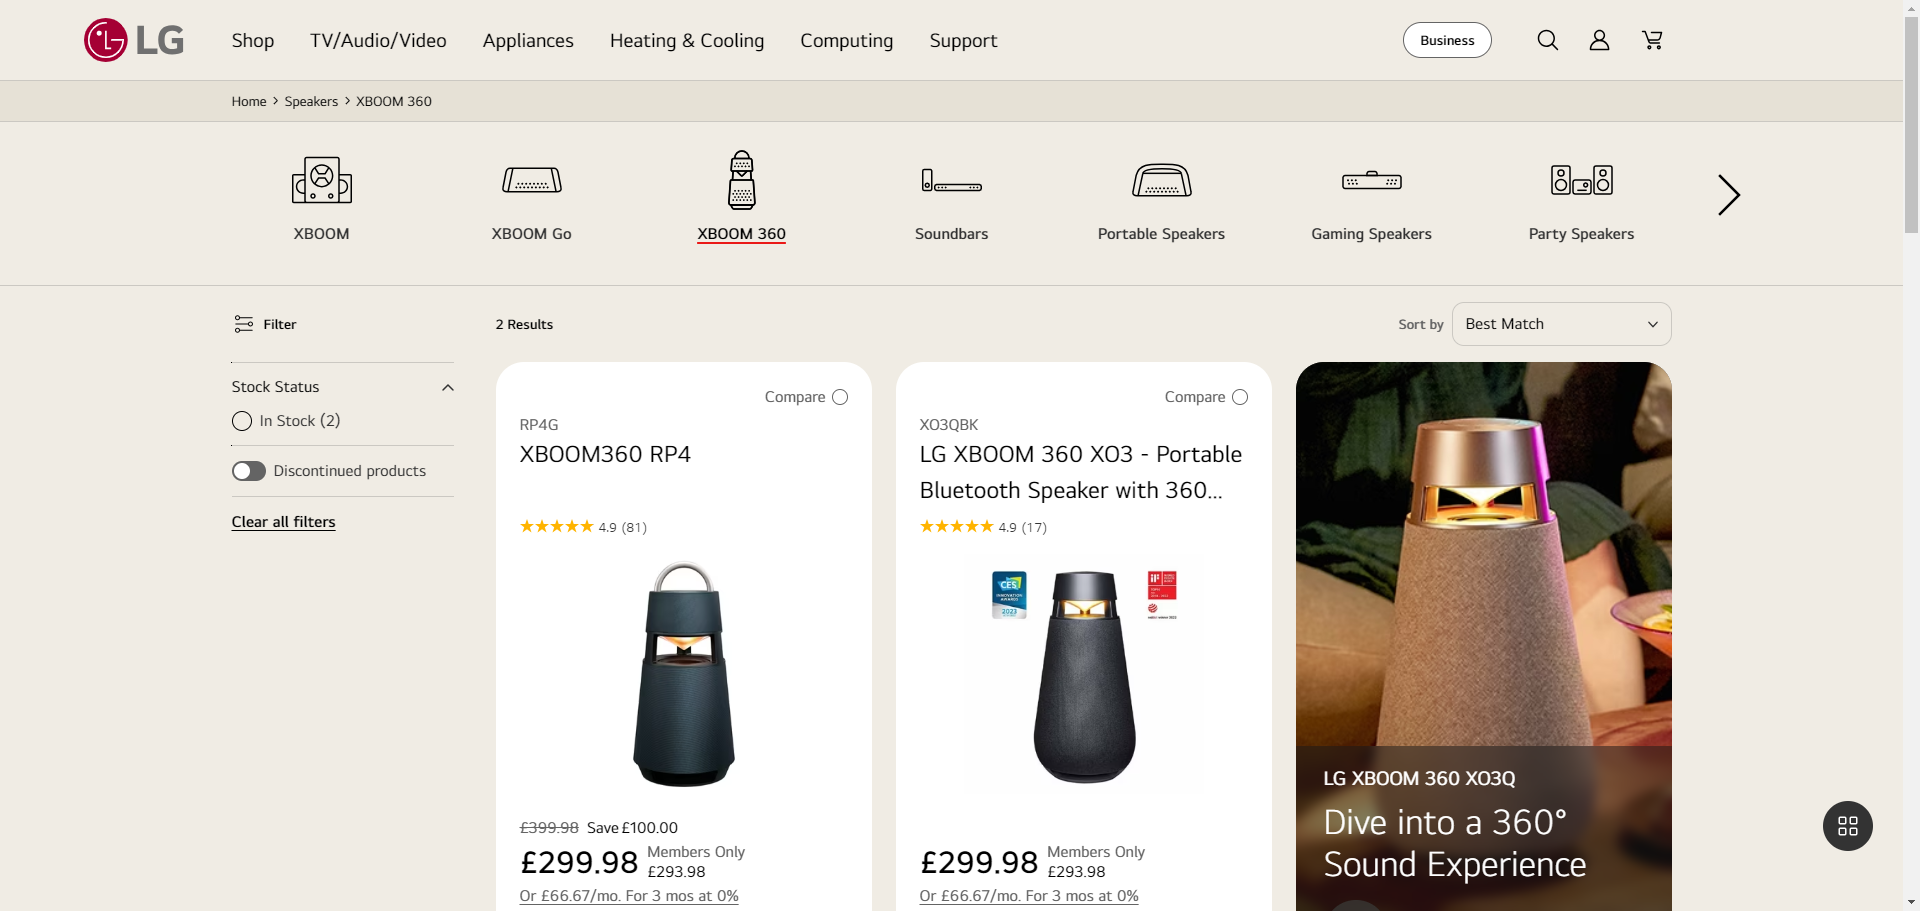 LG
Shop
TV/Audio/Video
Appliances
Heating & Cooling
Computing
Support
Business
Home > Speakers > XBOOM 360
XBOOM
XBOOM Go
XBOOM 360
Soundbars
Portable Speakers
Gaming Speakers
Party Speakers
Filter
2 Results
Sort by
Best Match
Stock Status
In Stock (2)
Discontinued products
Clear all filters
Compare
RP4G
XBOOM360 RP4
4.9 (81)
£399.98 Save £100.00
£299.98
Members Only
£293.98
Or £66.67/mo. For 3 mos at 0%
Compare
XO3QBK
LG XBOOM 360 XO3 - Portable
Bluetooth Speaker with 360...
4.9 (17)
CES
INNOVATION
AWARDS
2023
£299.98
Members Only
£293.98
Or £66.67/mo. For 3 mos at 0%
LG XBOOM 360 XO3Q
Dive into a 360°
Sound Experience